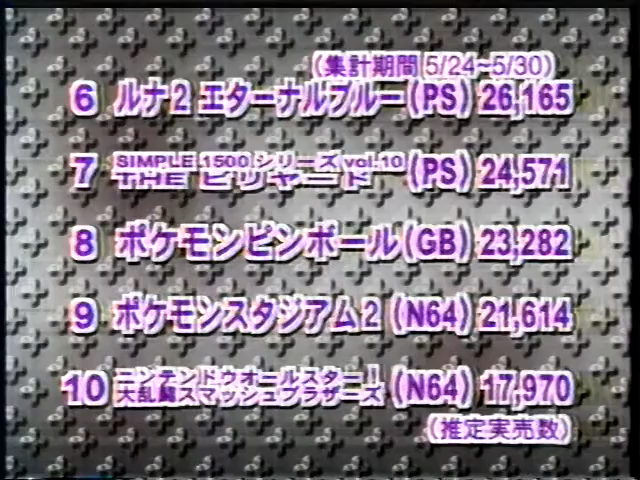 (集計期間 5/24~5/30)
6 ルナ2 エターナルブルー(PS) 26,165
7 SIMPLE 1500 シリーズ vol.10
THE ビリヤード (PS) 24,571
8 ポケモンピンボール(GB) 23,282
9 ポケモンスタジアム2 (N64) 21,614
10 ニンテンドウオールスター!
大乱闘スマッシュブラザーズ (N64) 17,970
(推定実売数)